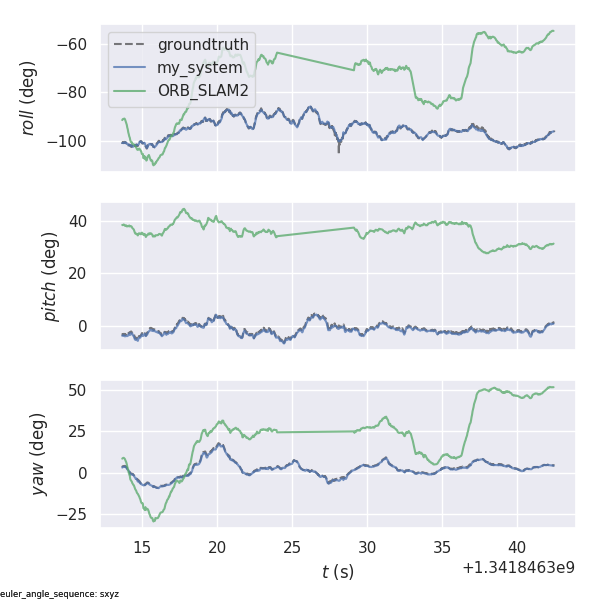 groundtruth
my_system
ORB_SLAM2
−60
−80
−100
roll (deg)
40
20
0
pitch (deg)
50
25
0
−25
yaw (deg)
15 20 25 30 35 40
t (s)
+1.3418463e9
euler_angle_sequence: sxyz